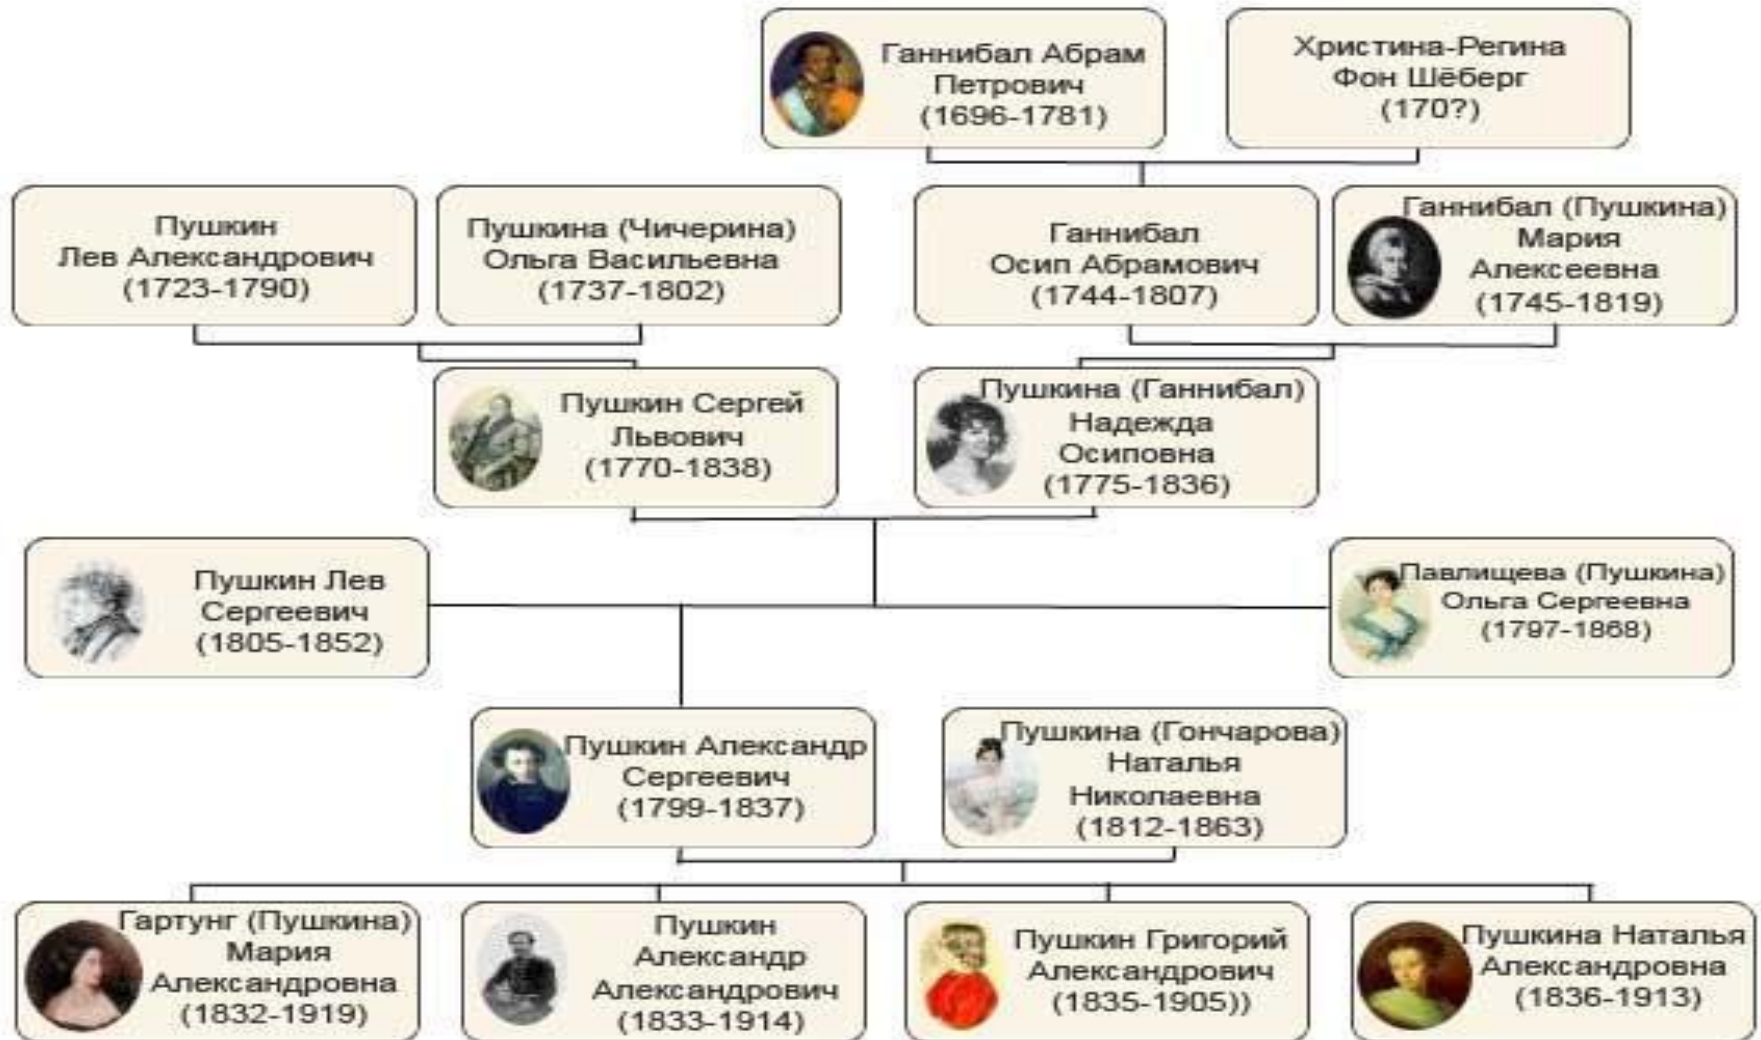 Ганнибал Абрам
Петрович
(1696-1781)
Христина-Регина
Фон Шёберг
(170?)
Пушкин
Лев Александрович
(1723-1790)
Пушкина (Чичерина)
Ольга Васильевна
(1737-1802)
Ганнибал
Осип Абрамович
(1744-1807)
Ганнибал (Пушкина)
Мария
Алексеевна
(1745-1819)
Пушкин Сергей
Львович
(1770-1838)
Пушкина (Ганнибал)
Надежда
Осиповна
(1775-1836)
Пушкин Лев
Сергеевич
(1805-1852)
Павлищева (Пушкина)
Ольга Сергеевна
(1797-1868)
Пушкин Александр
Сергеевич
(1799-1837)
Пушкина (Гончарова)
Наталья
Николаевна
(1812-1863)
Гартунг (Пушкина)
Мария
Александровна
(1832-1919)
Пушкин
Александр
Александрович
(1833-1914)
Пушкин Григорий
Александрович
(1835-1905))
Пушкина Наталья
Александровна
(1836-1913)